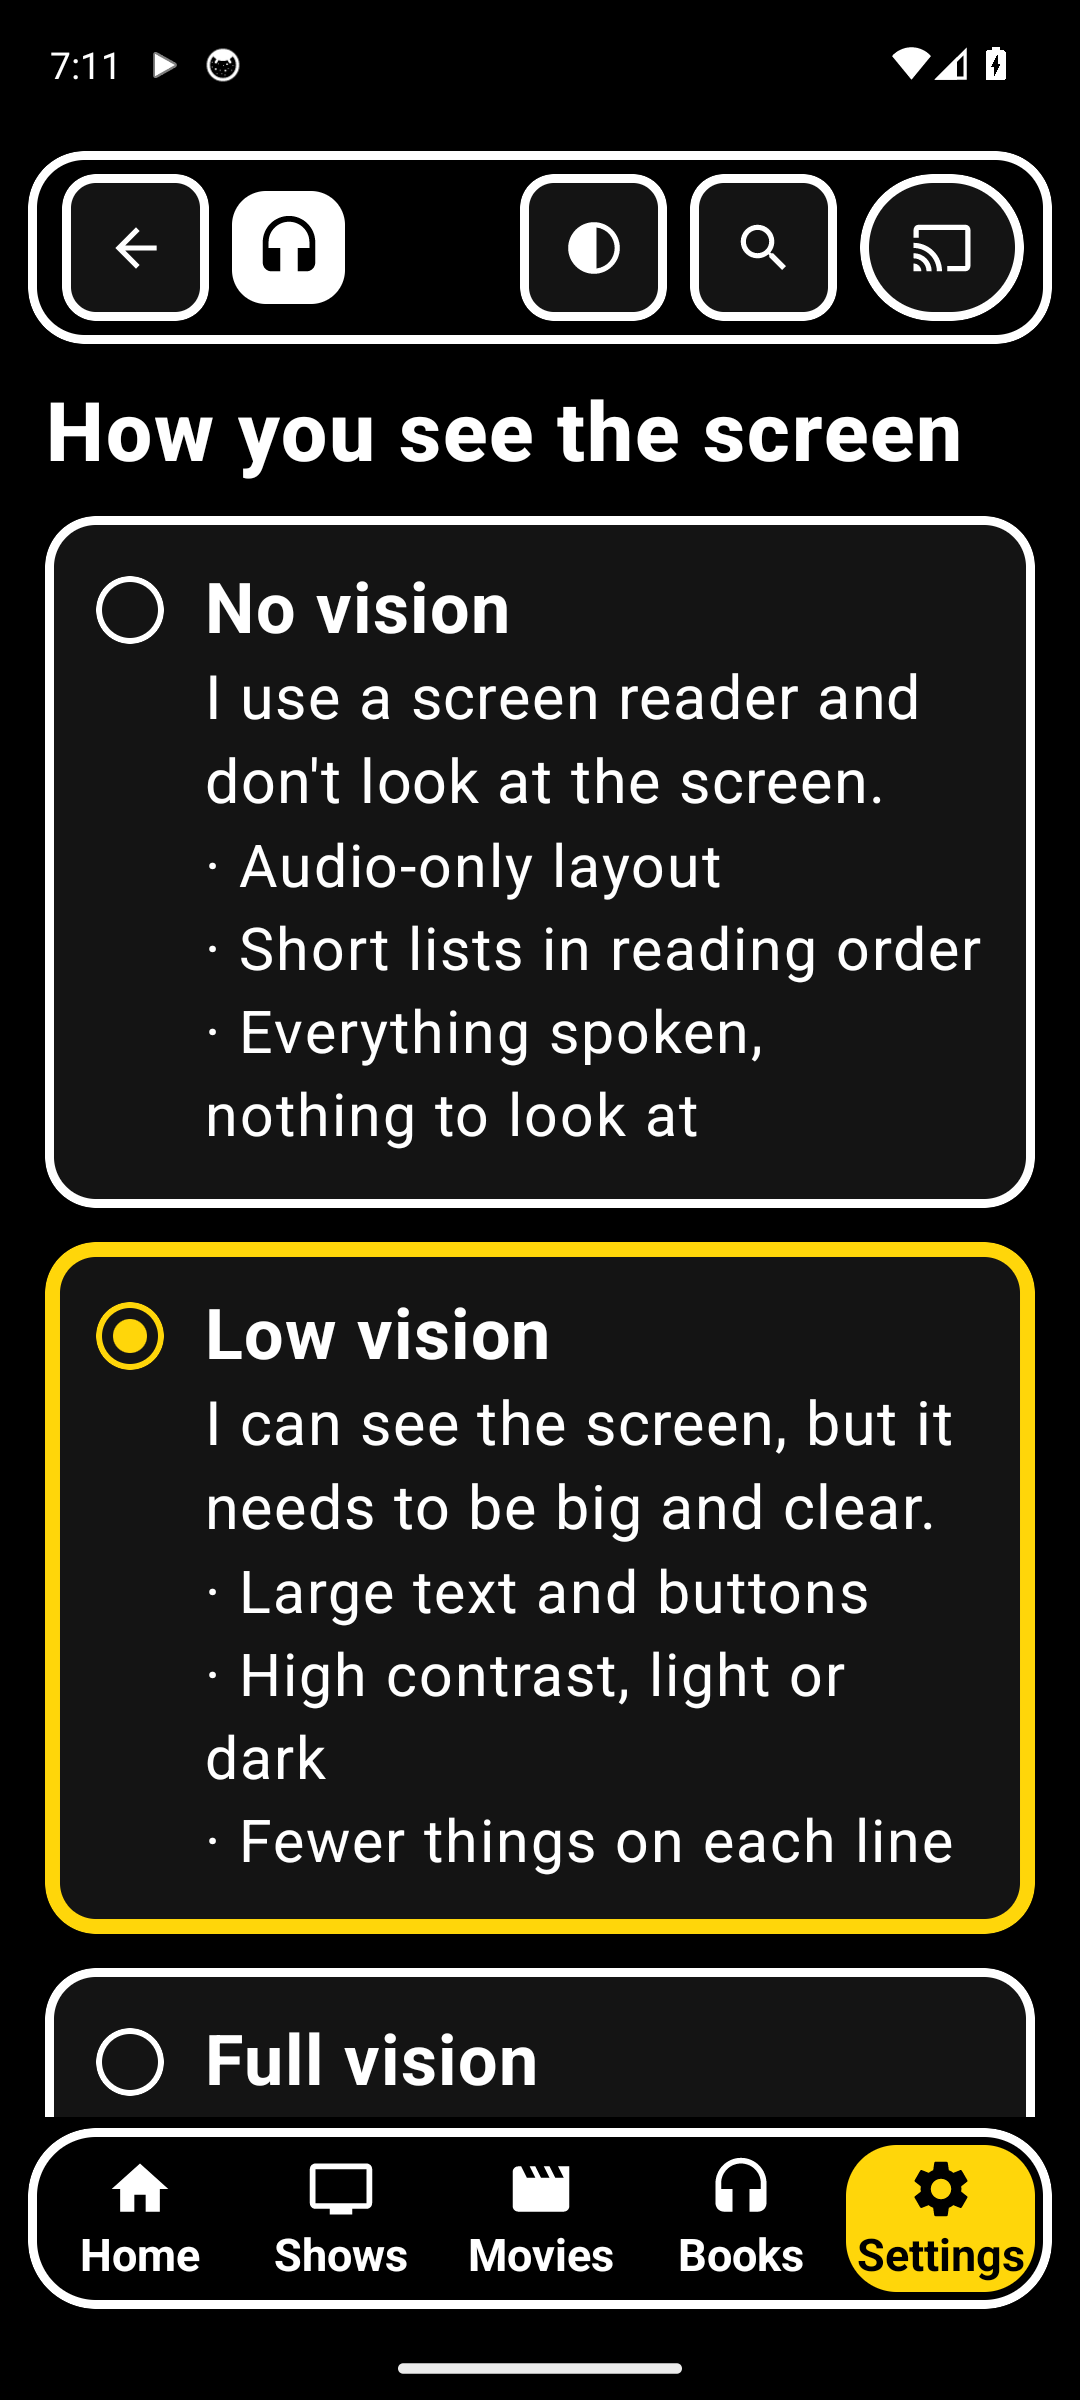 7:11
How you see the screen
No vision
I use a screen reader and
don't look at the screen.
· Audio-only layout
· Short lists in reading order
· Everything spoken,
nothing to look at
Low vision
I can see the screen, but it
needs to be big and clear.
· Large text and buttons
· High contrast, light or
dark
· Fewer things on each line
Full vision
Home
Shows
Movies
Books
Settings